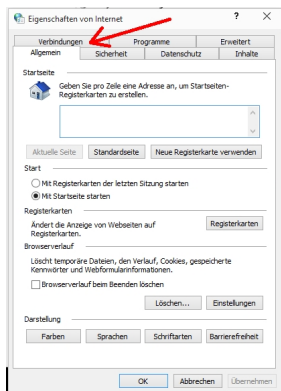 Eigenschaften von Internet
?
Verbindungen Programme Erweitert
Allgemein Sicherheit Datenschutz Inhalte
Startseite
Geben Sie pro Zeile eine Adresse an, um Startseiten-
Registerkarten zu erstellen.
Aktuelle Seite Standardseite Neue Registerkarte verwenden
Start
Mit Registerkarten der letzten Sitzung starten
Mit Startseite starten
Registerkarten
Ändert die Anzeige von Webseiten auf
Registerkarten.
Registerkarten
Browserverlauf
Löscht temporäre Dateien, den Verlauf, Cookies, gespeicherte
Kennwörter und Webformularinformationen.
Browserverlauf beim Beenden löschen
Löschen... Einstellungen
Darstellung
Farben Sprachen Schriftarten Barrierefreiheit
OK Abbrechen Übernehmen